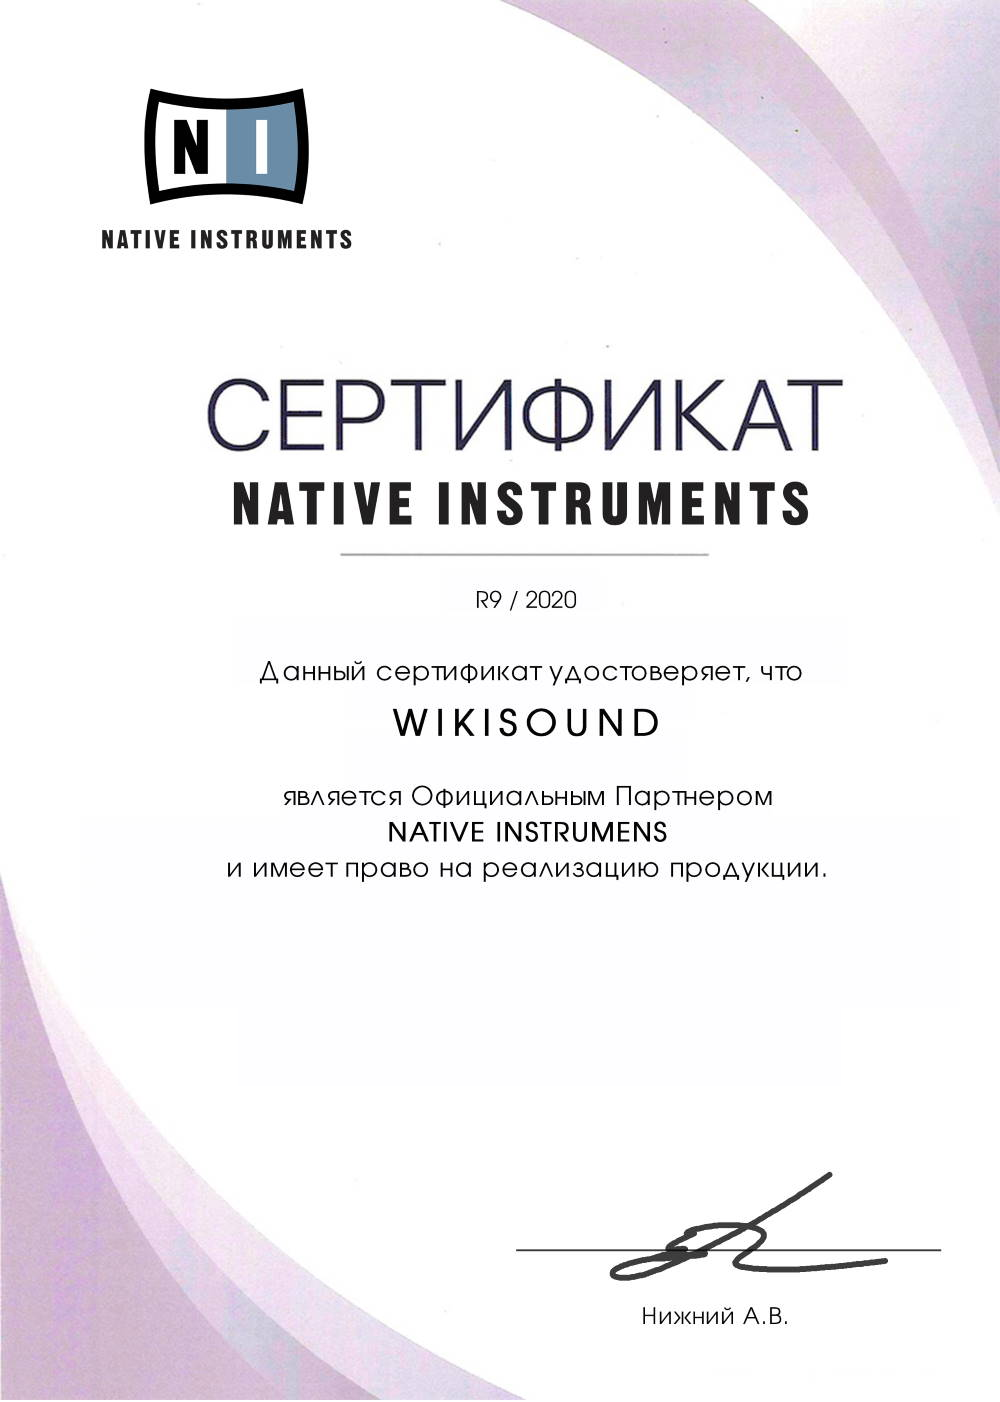 NI
NATIVE INSTRUMENTS
СЕРТИФИКАТ
NATIVE INSTRUMENTS
R9 / 2020
Данный сертификат удостоверяет, что
WIKISOUND
является Официальным Партнером
NATIVE INSTRUMENS
и имеет право на реализацию продукции.
Нижний А.В.